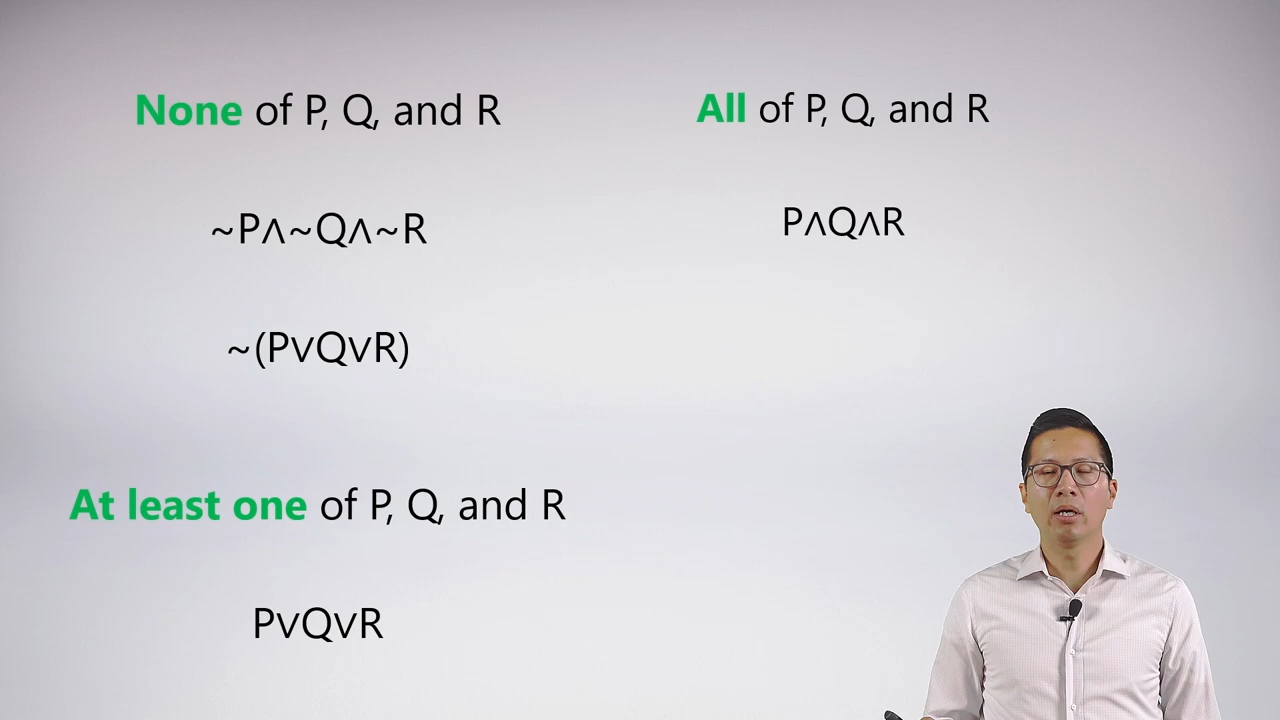 None of P, Q, and R
~P∧~Q∧~R
~(P∨Q∨R)
At least one of P, Q, and R
P∨Q∨R
All of P, Q, and R
P∧Q∧R